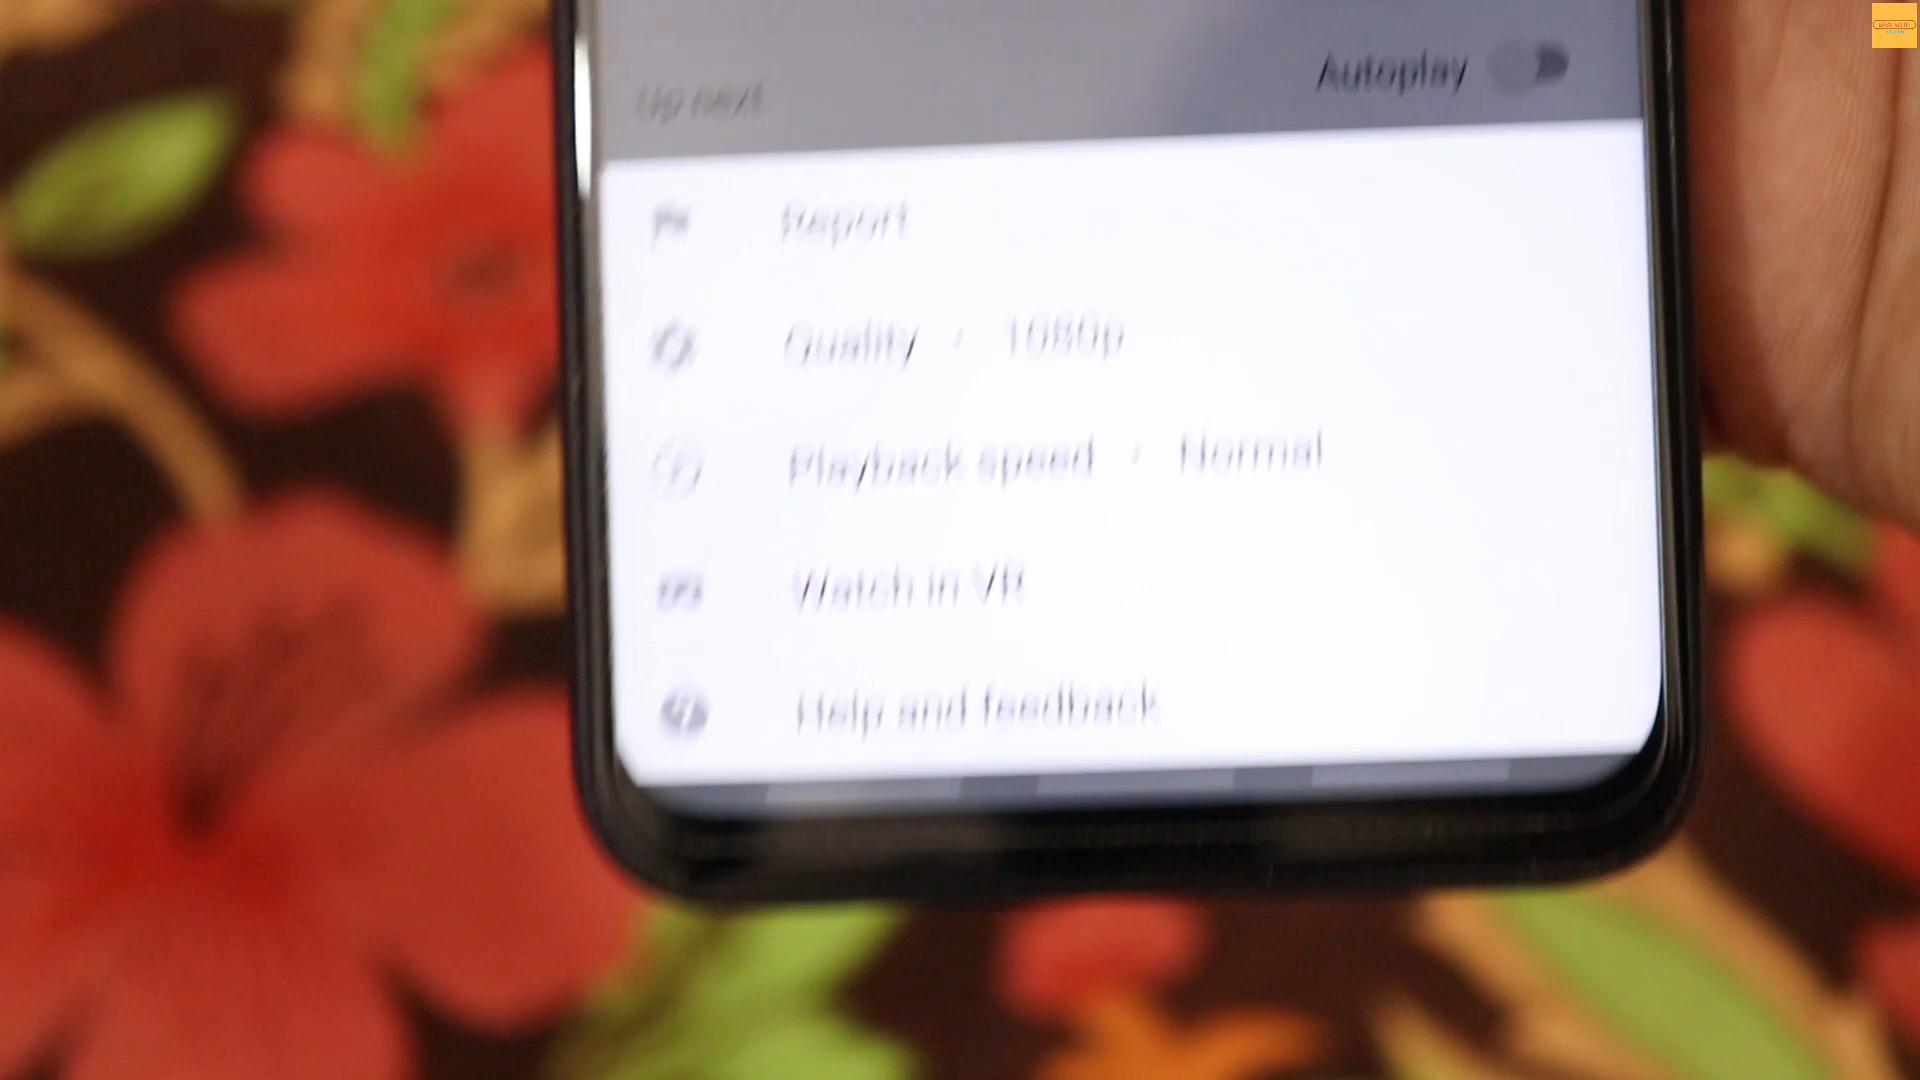 Autoplay
Up next
Report
Quality · 1080p
Playback speed · Normal
Watch in VR
Help and feedback